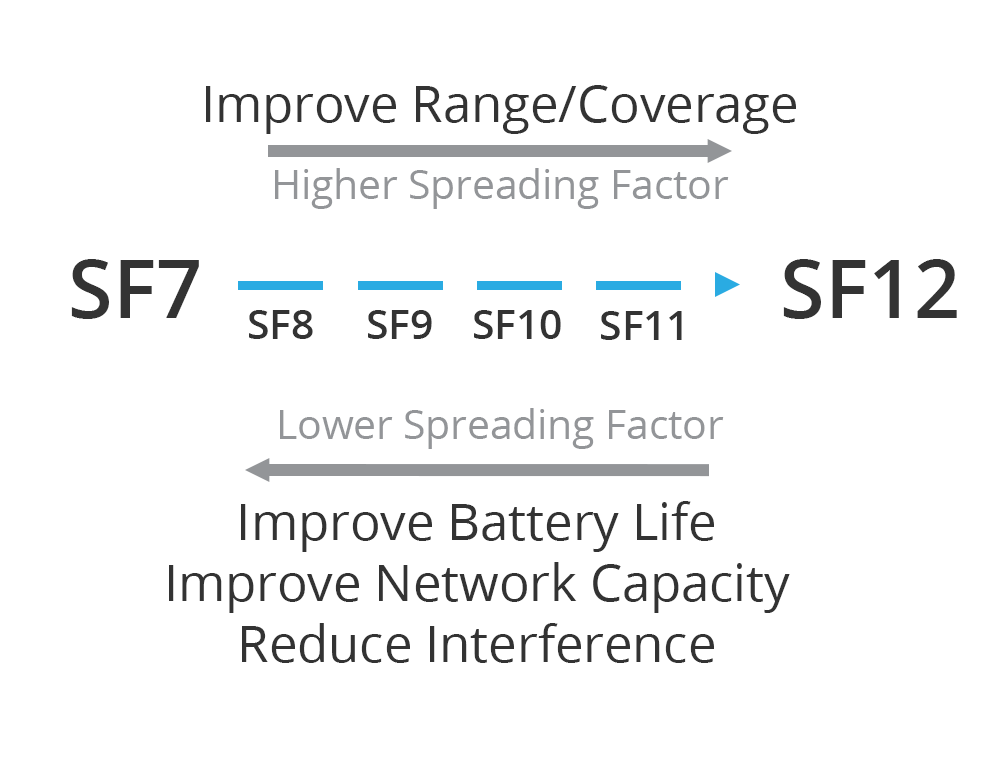 Improve Range/Coverage
Higher Spreading Factor
SF7
SF12
SF8 SF9 SF10 SF11
Lower Spreading Factor
Improve Battery Life
Improve Network Capacity
Reduce Interference